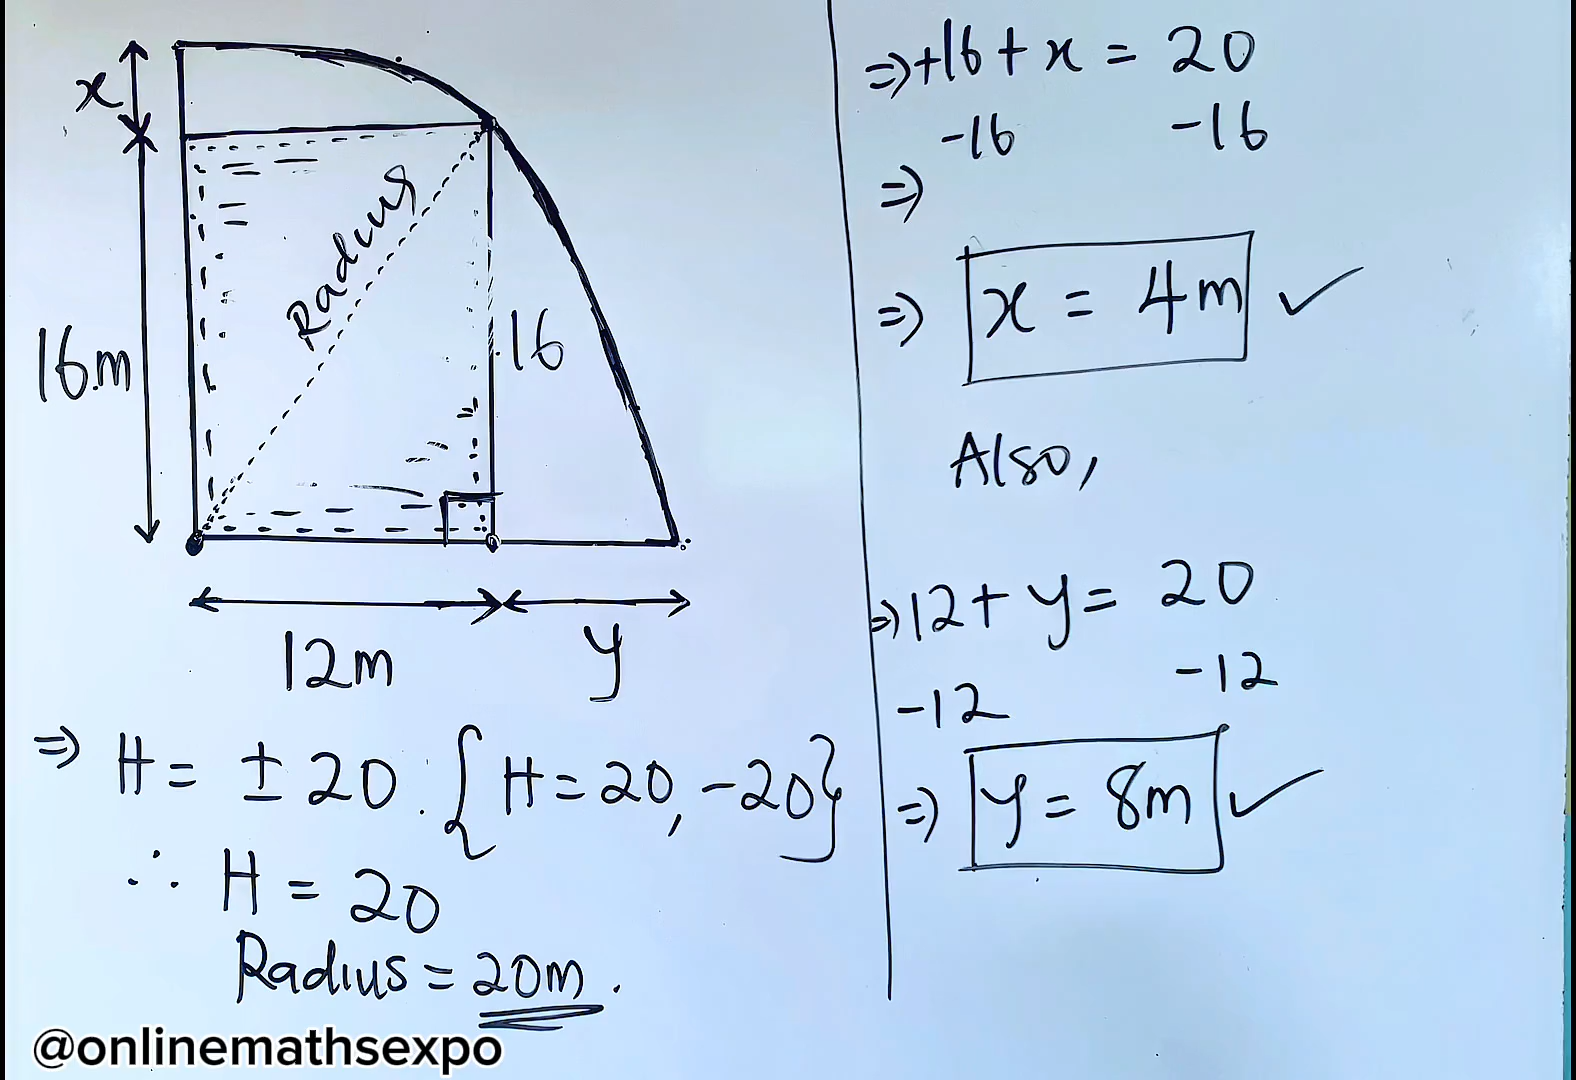 x
16m
Radius
16
12m
y
⇒ H = ± 20 . { H = 20, -20}
∴ H = 20
Radius = 20m.
⇒ +16 + x = 20
-16 -16
⇒
⇒ x = 4m ✓
Also,
⇒ 12 + y = 20
-12 -12
⇒ y = 8m ✓
@onlinemathsexpo